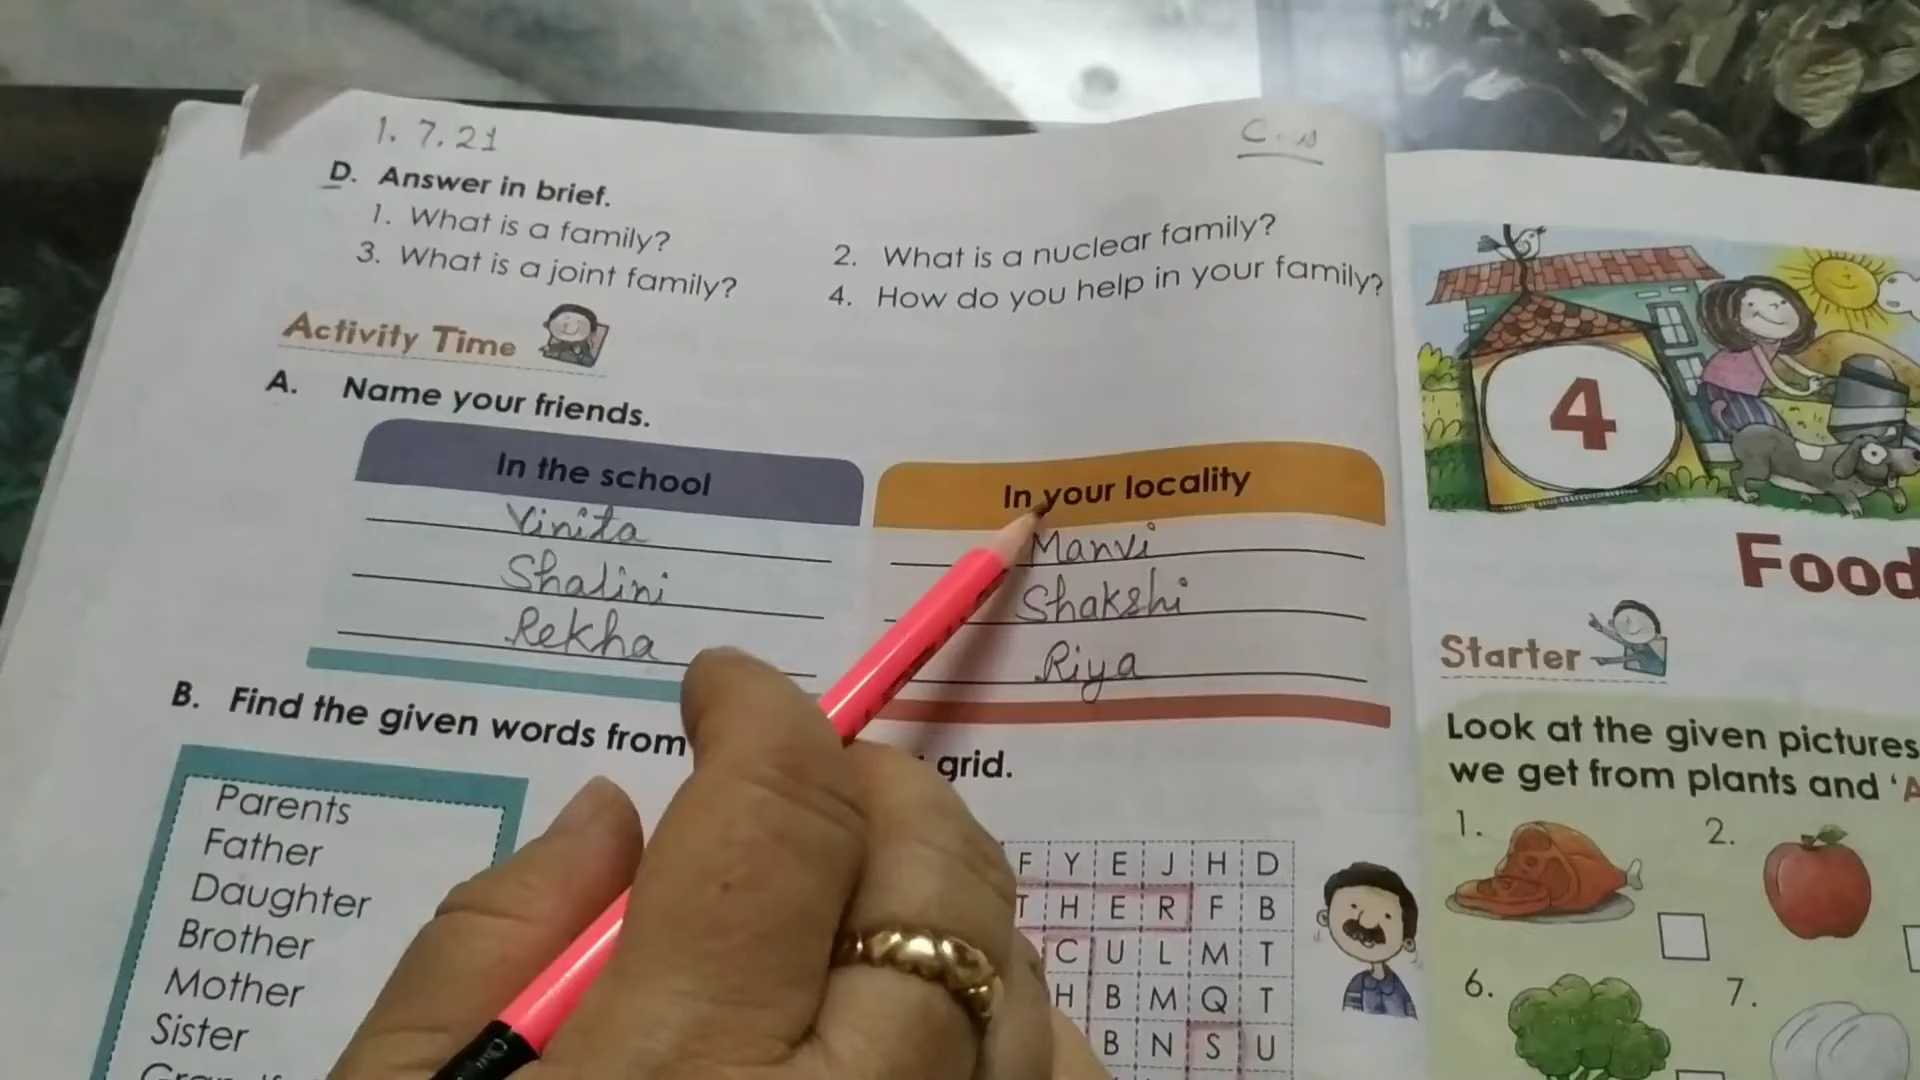 1. 7. 21
C. w
D. Answer in brief.
1. What is a family?
2. What is a nuclear family?
3. What is a joint family?
4. How do you help in your family?
Activity Time
A. Name your friends.
In the school
Vinita
Shalini
Rekha
In your locality
Manvi
Shakshi
Riya
B. Find the given words from
grid.
Parents
Father
Daughter
Brother
Mother
Sister
F Y E J H D
T H E R F B
C U L M T
H B M Q T
B N S U
4
Food
Starter
Look at the given pictures
we get from plants and 'A
1.
2.
6.
7.